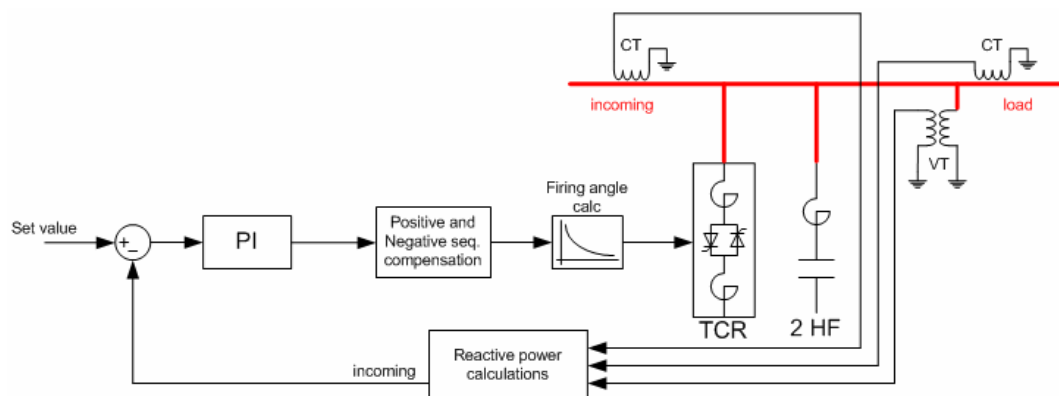 CT
CT
incoming
load
VT
Firing angle
calc
Set value
+
−
PI
Positive and
Negative seq.
compensation
TCR
2 HF
incoming
Reactive power
calculations